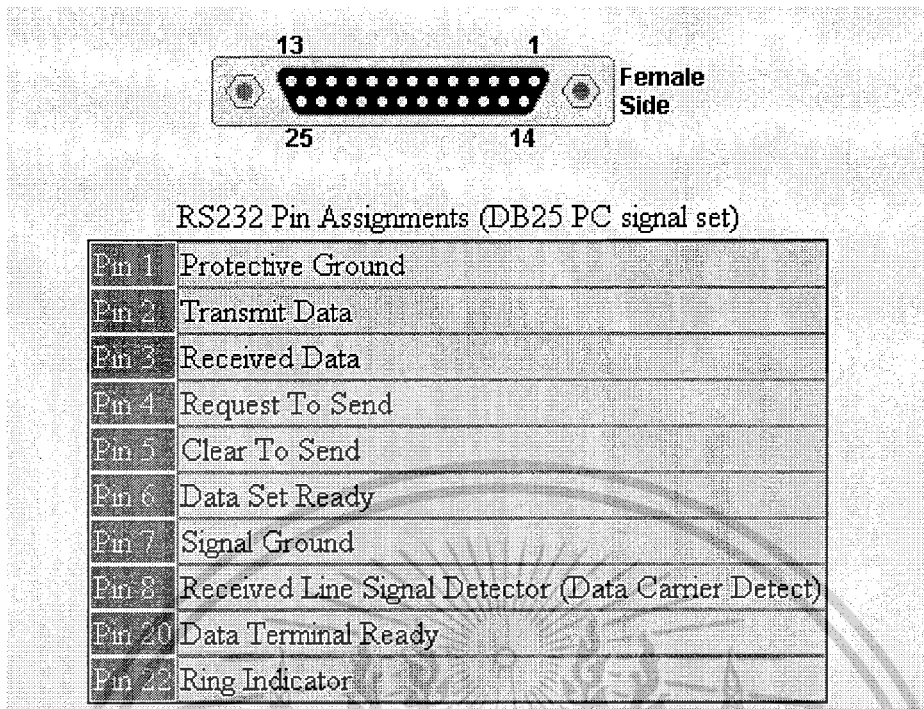 13 1
Female
Side
25 14
RS232 Pin Assignments (DB25 PC signal set)
Pin 1 Protective Ground
Pin 2 Transmit Data
Pin 3 Received Data
Pin 4 Request To Send
Pin 5 Clear To Send
Pin 6 Data Set Ready
Pin 7 Signal Ground
Pin 8 Received Line Signal Detector (Data Carrier Detect)
Pin 20 Data Terminal Ready
Pin 22 Ring Indicator